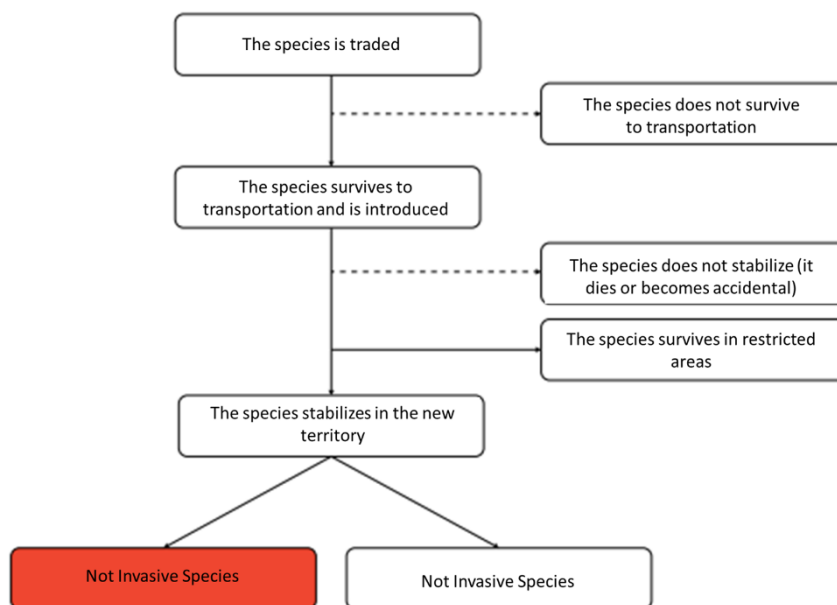 The species is traded
The species does not survive
to transportation
The species survives to
transportation and is introduced
The species does not stabilize (it
dies or becomes accidental)
The species survives in restricted
areas
The species stabilizes in the new
territory
Not Invasive Species
Not Invasive Species